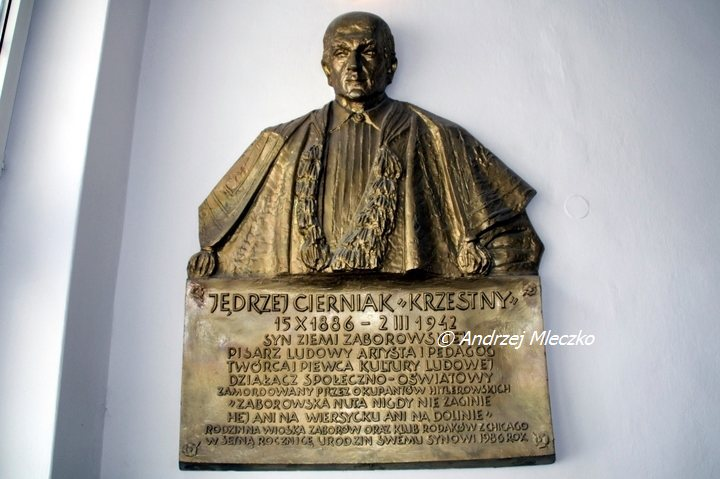 JĘDRZEJ CIERNIAK „KRZESTNY"
15 X 1886 - 2 III 1942
SYN ZIEMI ZABOROWS
© Andrzej Mleczko
PISARZ LUDOWY ARTYSTA I PEDAGOG
TWÓRCA I PIEWCA KULTURY LUDOWEJ
DZIAŁACZ SPOŁECZNO-OŚWIATOWY
ZAMORDOWANY PRZEZ OKUPANTÓW HITLEROWSKICH
„ZABOROWSKA NUTA NIGDY NIE ZAGINIE
HEJ ANI NA WIERSYCKU ANI NA DOLINIE"
RODZINNA WIOSKA ZABORÓW ORAZ KLUB RODAKÓW Z CHICAGO
W SETNĄ ROCZNICĘ URODZIN SWEMU SYNOWI 1986 ROK